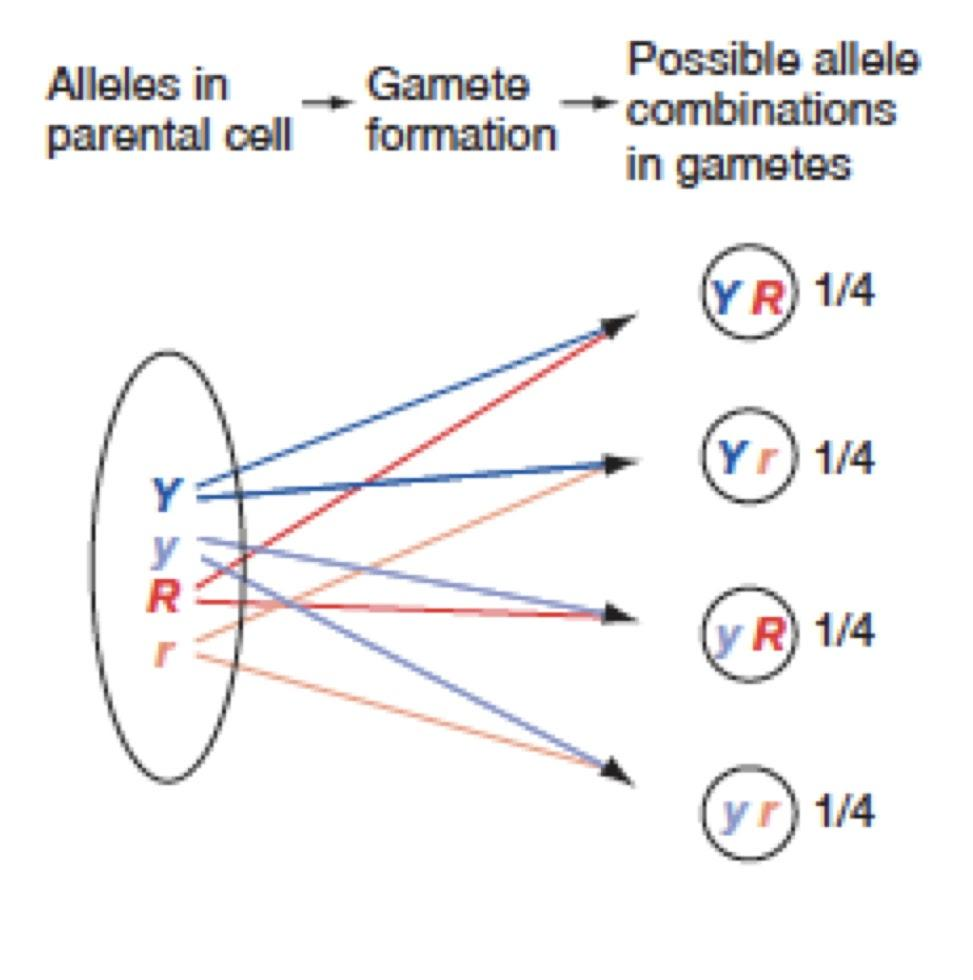 Alleles in
parental cell
Gamete
formation
Possible allele
combinations
in gametes
Y R 1/4
Y
Y r 1/4
y
R
r
y R 1/4
y r 1/4